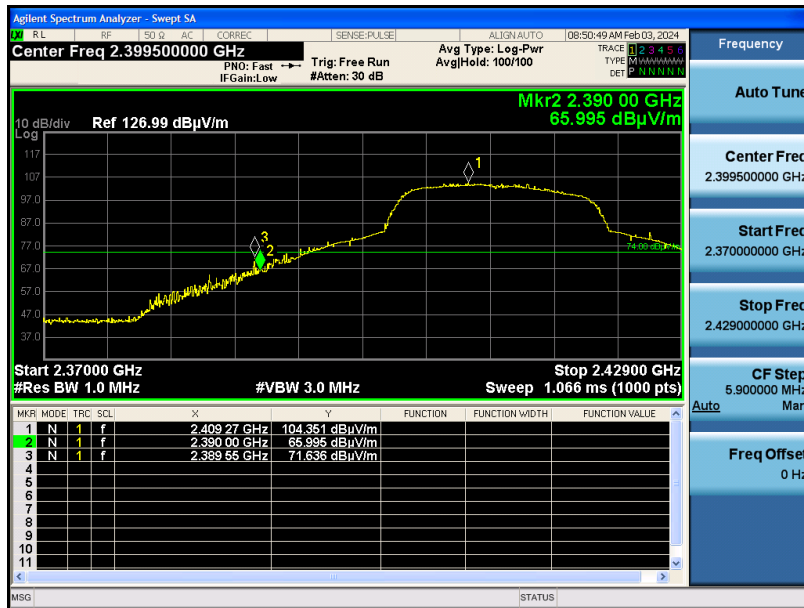 Agilent Spectrum Analyzer - Swept SA
LXI RL RF 50 Ω AC CORREC SENSE:PULSE ALIGN AUTO 08:50:49 AM Feb 03, 2024
Center Freq 2.399500000 GHz
PNO: Fast
IFGain:Low
Trig: Free Run
#Atten: 30 dB
Avg Type: Log-Pwr
Avg|Hold: 100/100
TRACE 1 2 3 4 5 6
TYPE M WWWWW
DET P N N N N N
Mkr2 2.390 00 GHz
65.995 dBµV/m
10 dB/div Ref 126.99 dBµV/m
Log
117
107
97.0
87.0
77.0
67.0
57.0
47.0
37.0
1
3
2
74.00 dBµV/m
Start 2.37000 GHz Stop 2.42900 GHz
#Res BW 1.0 MHz #VBW 3.0 MHz Sweep 1.066 ms (1000 pts)
MKR MODE TRC SCL X Y FUNCTION FUNCTION WIDTH FUNCTION VALUE
1 N 1 f 2.409 27 GHz 104.351 dBµV/m
2 N 1 f 2.390 00 GHz 65.995 dBµV/m
3 N 1 f 2.389 55 GHz 71.636 dBµV/m
4
5
6
7
8
9
10
11
MSG STATUS
Frequency
Auto Tune
Center Freq
2.399500000 GHz
Start Freq
2.370000000 GHz
Stop Freq
2.429000000 GHz
CF Step
5.900000 MHz
Auto Man
Freq Offset
0 Hz